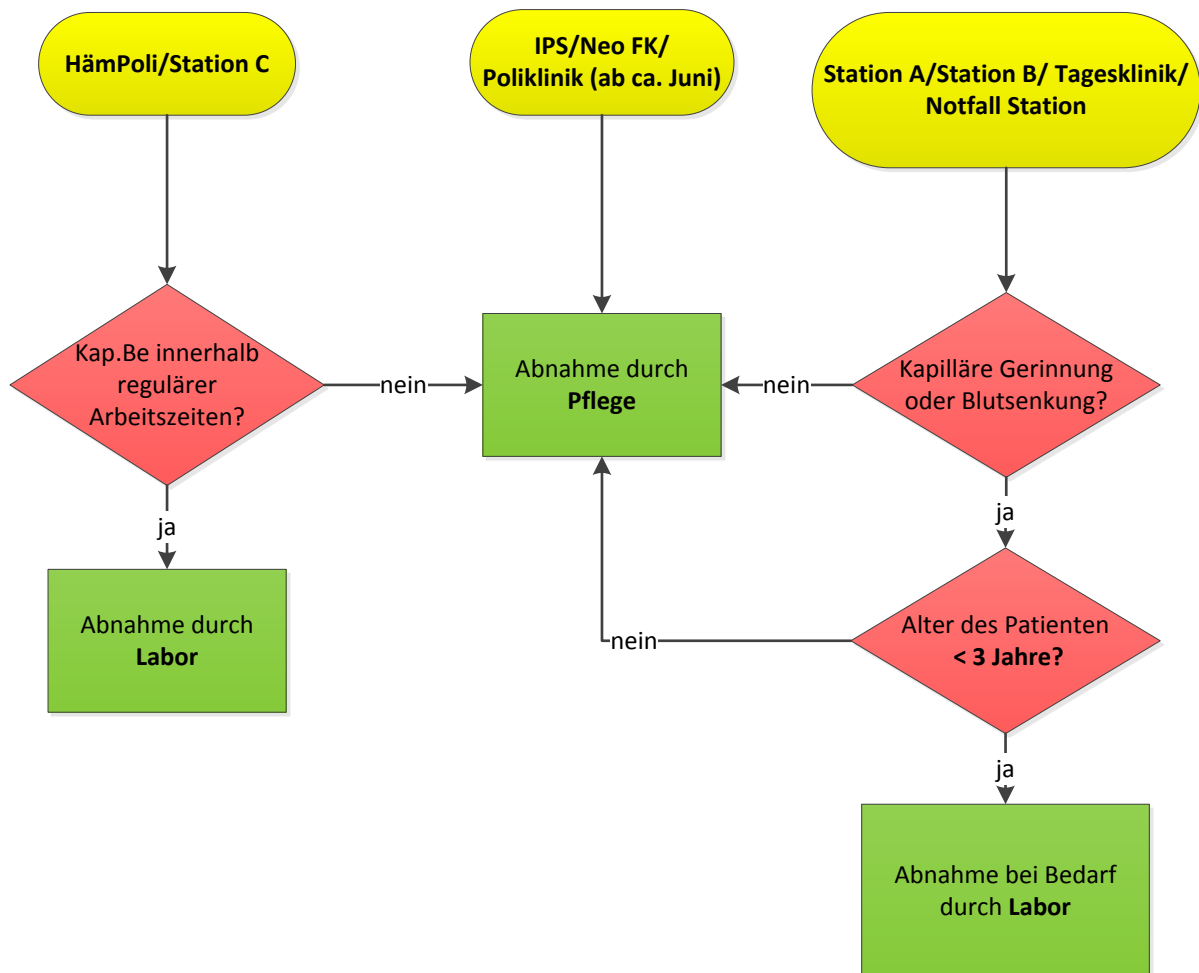 HämPoli/Station C
IPS/Neo FK/
Poliklinik (ab ca. Juni)
Station A/Station B/ Tagesklinik/
Notfall Station
Kap.Be innerhalb
regulärer
Arbeitszeiten?
nein
Abnahme durch
Pflege
nein
Kapilläre Gerinnung
oder Blutsenkung?
ja
ja
Abnahme durch
Labor
nein
Alter des Patienten
< 3 Jahre?
ja
Abnahme bei Bedarf
durch Labor